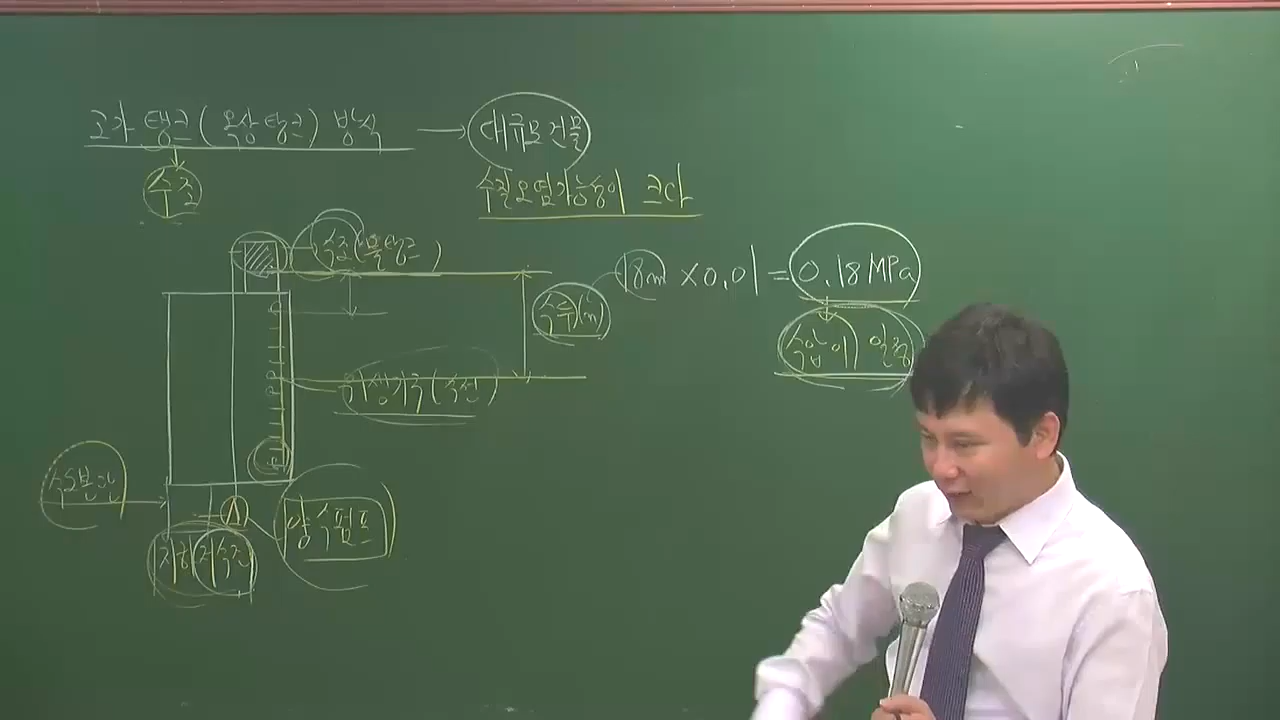 고가 탱크(옥상탱크) 방식 → 대규모건물
수조
수질오염가능성이 크다
수조(물탱크)
18m × 0.01 = 0.18 MPa
수두(m)
수압이 일정
위생기구(수전)
수도본관
양수펌프
지하저수조